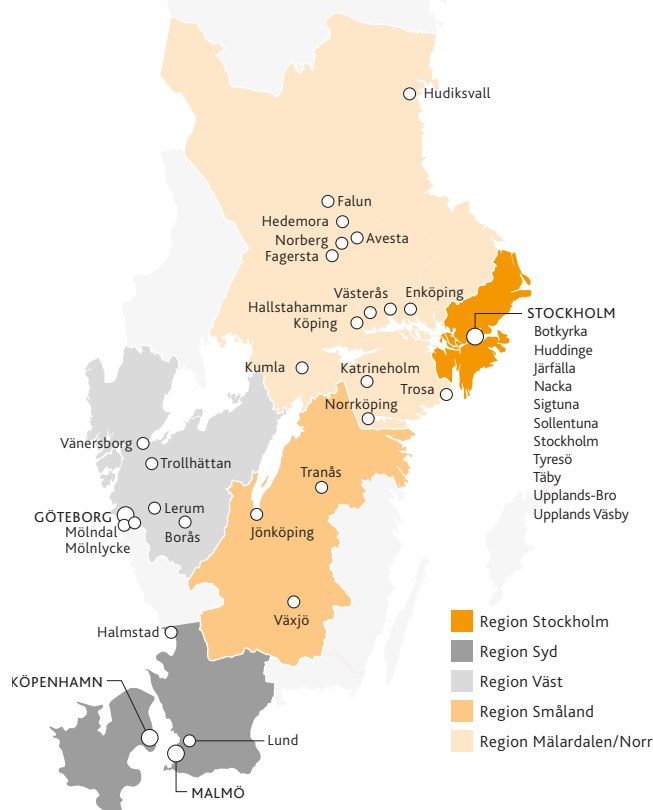 Hudiksvall
Falun
Hedemora
Norberg
Avesta
Fagersta
Västerås
Enköping
Hallstahammar
Köping
STOCKHOLM
Botkyrka
Huddinge
Järfälla
Nacka
Sigtuna
Sollentuna
Stockholm
Tyresö
Täby
Upplands-Bro
Upplands Väsby
Kumla
Katrineholm
Trosa
Norrköping
Vänersborg
Trollhättan
Tranås
Lerum
GÖTEBORG
Mölndal
Mölnlycke
Borås
Jönköping
Växjö
Halmstad
KÖPENHAMN
Lund
MALMÖ
Region Stockholm
Region Syd
Region Väst
Region Småland
Region Mälardalen/Norr